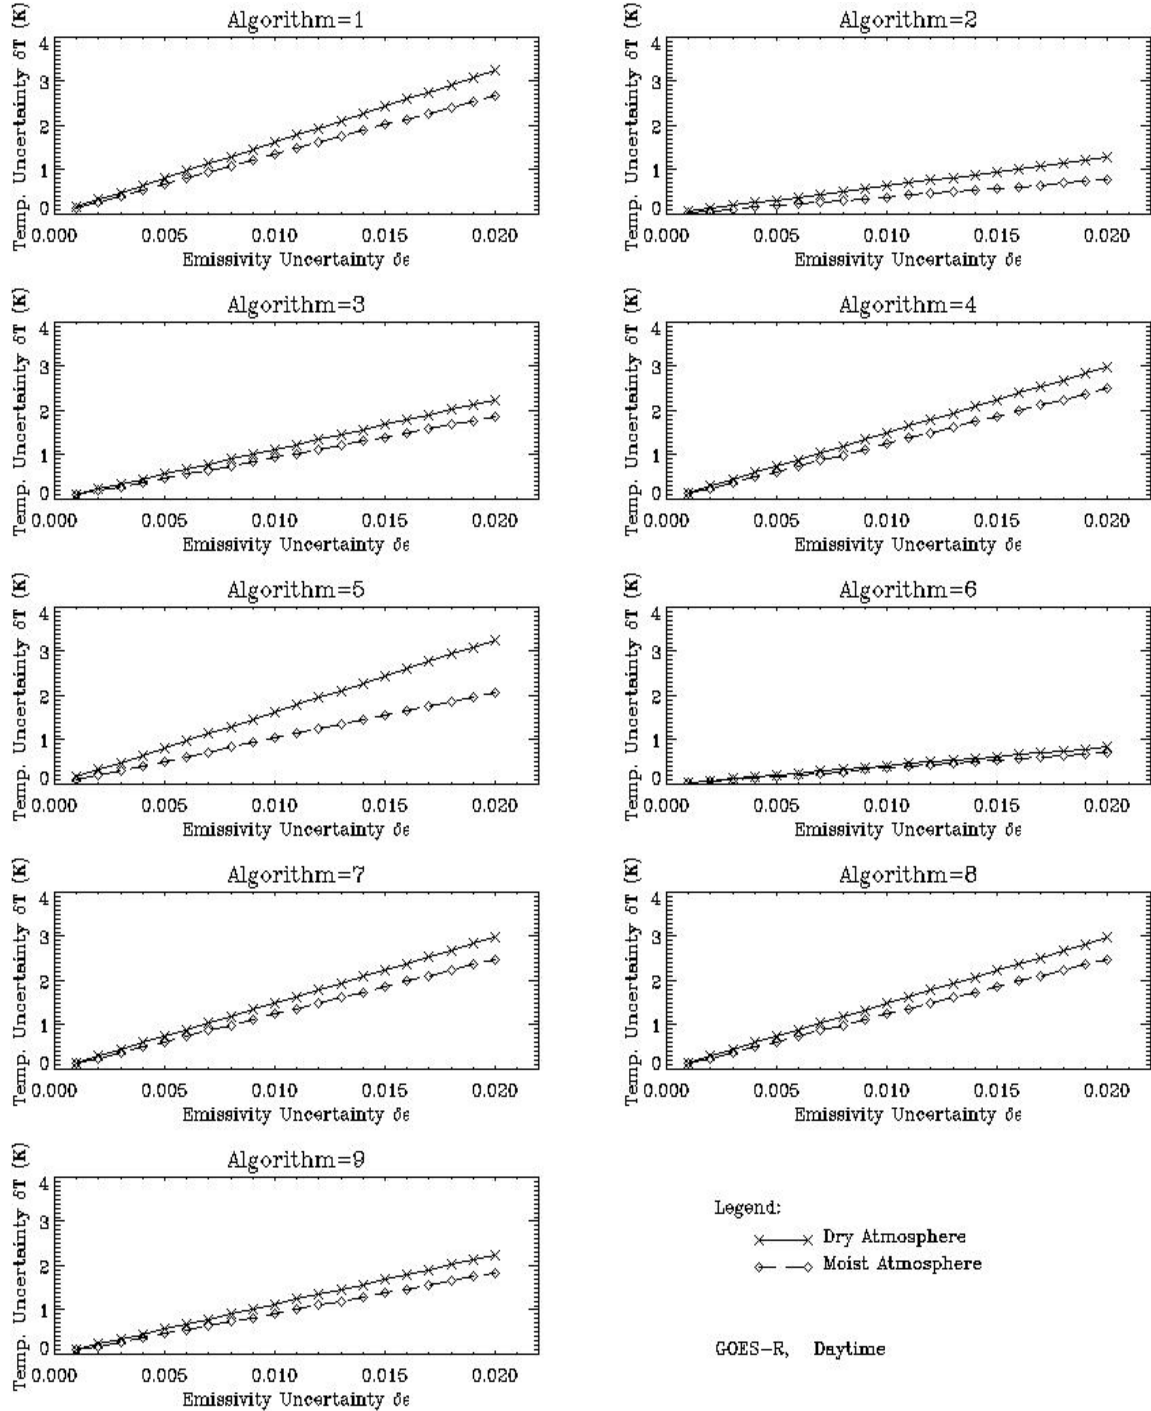 Algorithm=1
Temp. Uncertainty δT (K)
4
3
2
1
0
0.000 0.005 0.010 0.015 0.020
Emissivity Uncertainty δϵ
Algorithm=2
Temp. Uncertainty δT (K)
4
3
2
1
0
0.000 0.005 0.010 0.015 0.020
Emissivity Uncertainty δϵ
Algorithm=3
Temp. Uncertainty δT (K)
4
3
2
1
0
0.000 0.005 0.010 0.015 0.020
Emissivity Uncertainty δϵ
Algorithm=4
Temp. Uncertainty δT (K)
4
3
2
1
0
0.000 0.005 0.010 0.015 0.020
Emissivity Uncertainty δϵ
Algorithm=5
Temp. Uncertainty δT (K)
4
3
2
1
0
0.000 0.005 0.010 0.015 0.020
Emissivity Uncertainty δϵ
Algorithm=6
Temp. Uncertainty δT (K)
4
3
2
1
0
0.000 0.005 0.010 0.015 0.020
Emissivity Uncertainty δϵ
Algorithm=7
Temp. Uncertainty δT (K)
4
3
2
1
0
0.000 0.005 0.010 0.015 0.020
Emissivity Uncertainty δϵ
Algorithm=8
Temp. Uncertainty δT (K)
4
3
2
1
0
0.000 0.005 0.010 0.015 0.020
Emissivity Uncertainty δϵ
Algorithm=9
Temp. Uncertainty δT (K)
4
3
2
1
0
0.000 0.005 0.010 0.015 0.020
Emissivity Uncertainty δϵ
Legend:
Dry Atmosphere
Moist Atmosphere
GOES-R, Daytime